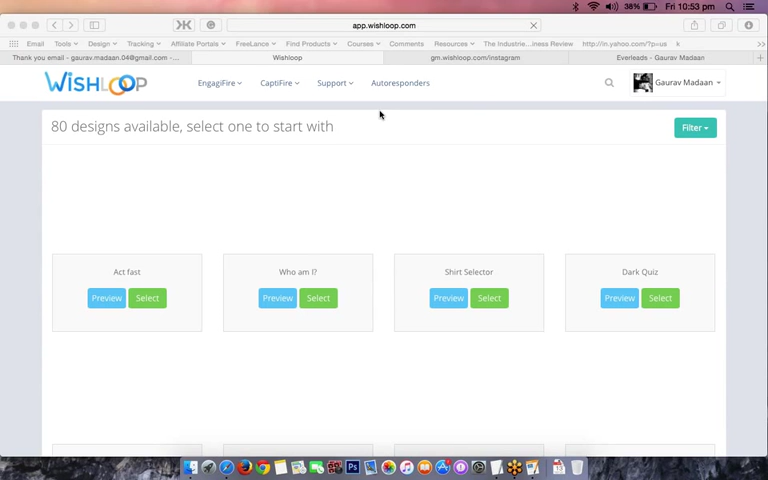 38% Fri 10:53 pm
app.wishloop.com
Email Tools Design Tracking Affiliate Portals FreeLance Find Products Courses Comments Resources The Industrie...iness Review http://in.yahoo.com/?p=us k
Thank you email - gaurav.madaan.04@gmail.com -... Wishloop gm.wishloop.com/instagram Everleads - Gaurav Madaan
WISHLOOP EngagiFire CaptiFire Support Autoresponders Gaurav Madaan
80 designs available, select one to start with Filter
Act fast Who am I? Shirt Selector Dark Quiz
Preview Select Preview Select Preview Select Preview Select